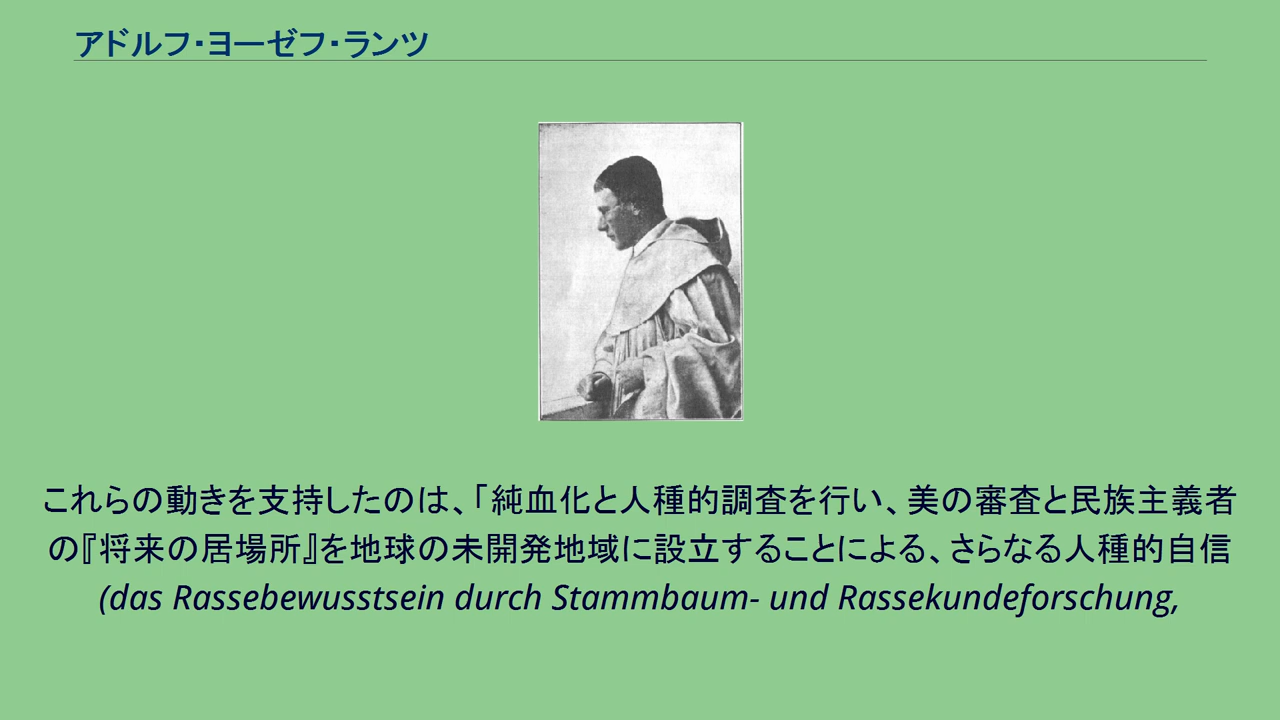 アドルフ・ヨーゼフ・ランツ
これらの動きを支持したのは、「純血化と人種的調査を行い、美の審査と民族主義者
の『将来の居場所』を地球の未開発地域に設立することによる、さらなる人種的自信
(das Rassebewusstsein durch Stammbaum- und Rassekundeforschung,